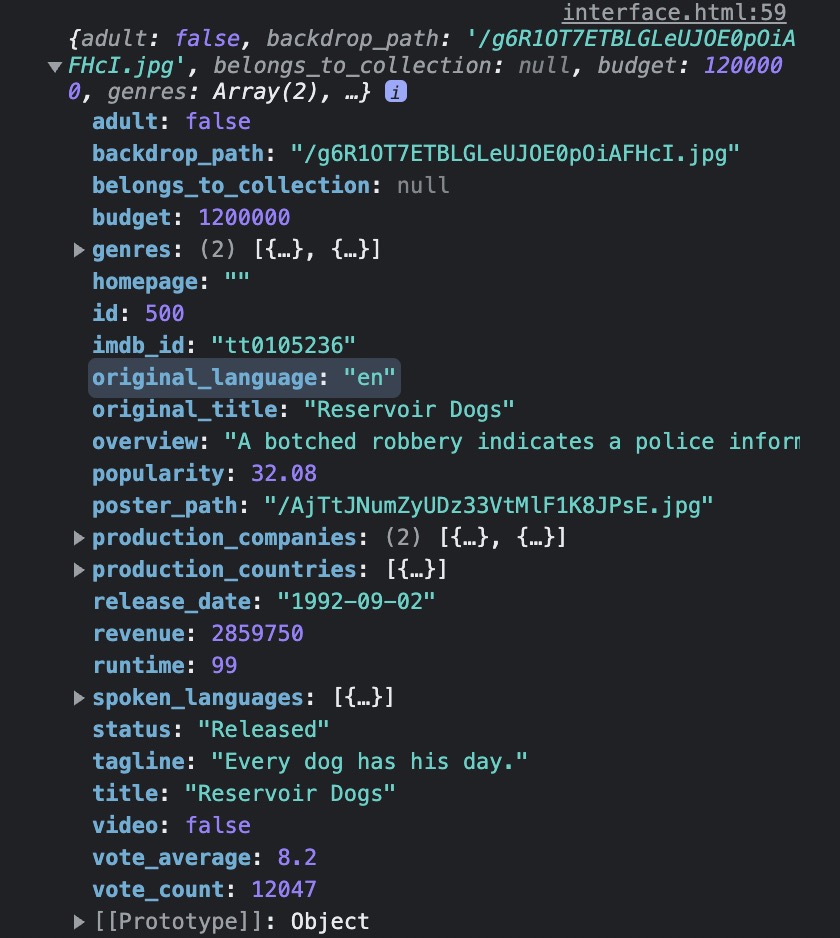 interface.html:59
{adult: false, backdrop_path: '/g6R1OT7ETBLGLeUJOE0pOiA
FHcI.jpg', belongs_to_collection: null, budget: 120000
0, genres: Array(2), …} i
adult: false
backdrop_path: "/g6R1OT7ETBLGLeUJOE0pOiAFHcI.jpg"
belongs_to_collection: null
budget: 1200000
genres: (2) [{…}, {…}]
homepage: ""
id: 500
imdb_id: "tt0105236"
original_language: "en"
original_title: "Reservoir Dogs"
overview: "A botched robbery indicates a police inform
popularity: 32.08
poster_path: "/AjTtJNumZyUDz33VtMlF1K8JPsE.jpg"
production_companies: (2) [{…}, {…}]
production_countries: [{…}]
release_date: "1992-09-02"
revenue: 2859750
runtime: 99
spoken_languages: [{…}]
status: "Released"
tagline: "Every dog has his day."
title: "Reservoir Dogs"
video: false
vote_average: 8.2
vote_count: 12047
[[Prototype]]: Object